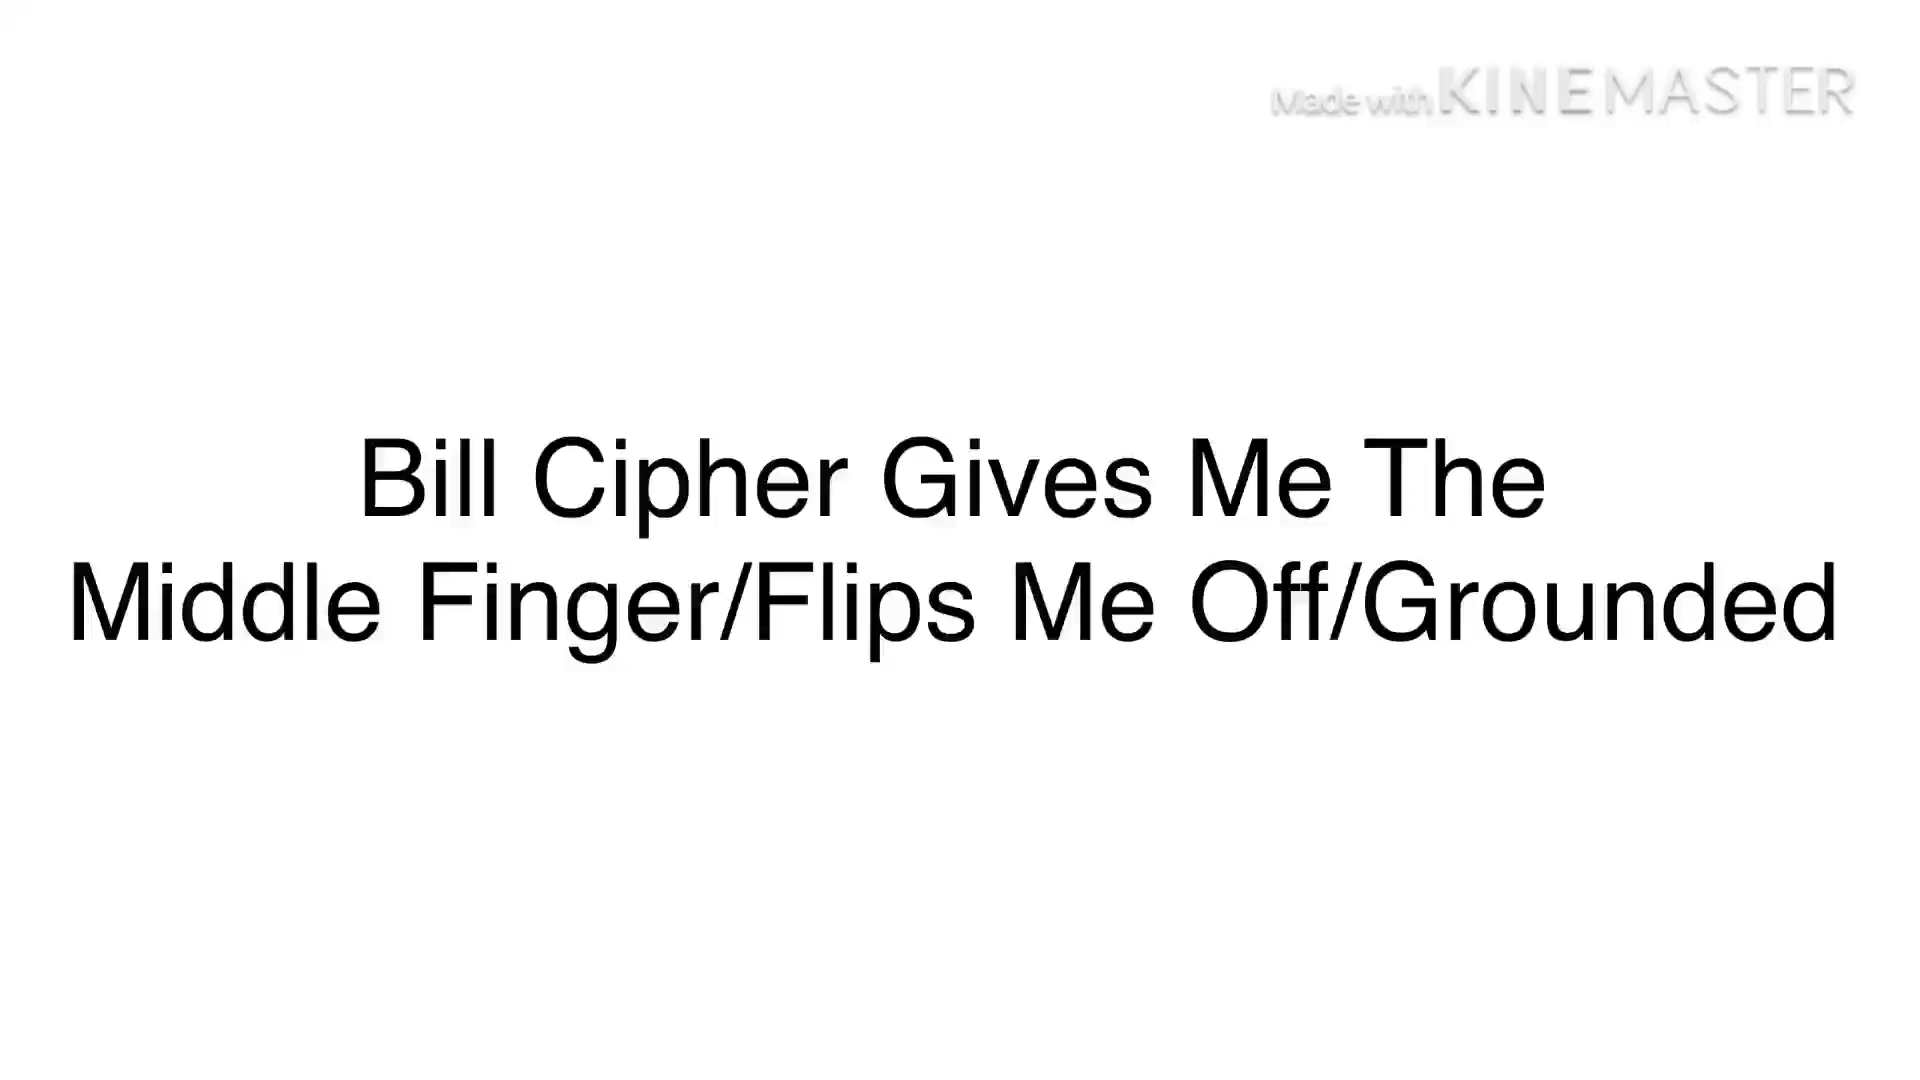 Made with KINEMASTER
Bill Cipher Gives Me The
Middle Finger/Flips Me Off/Grounded